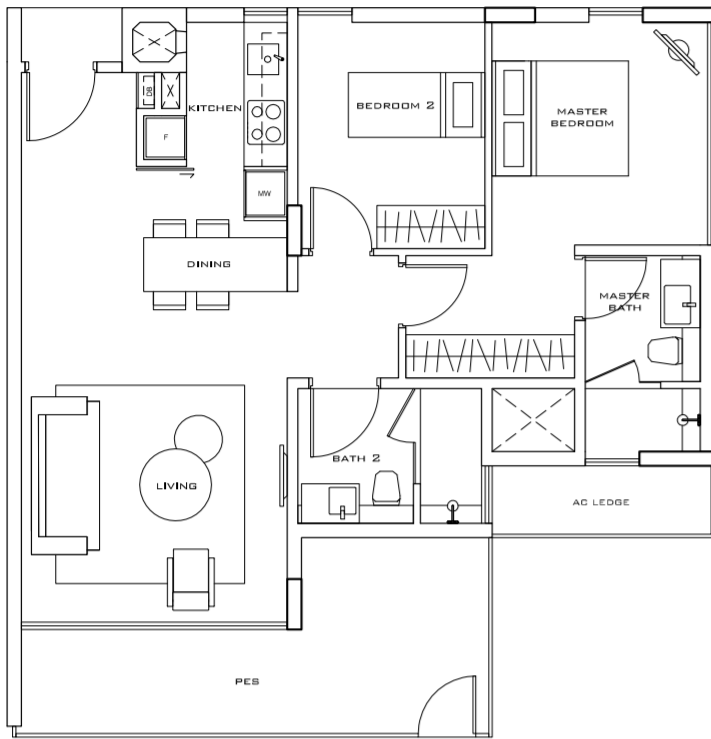 DB
KITCHEN
F
MW
BEDROOM 2
MASTER
BEDROOM
DINING
MASTER
BATH
LIVING
BATH 2
AC LEDGE
PES